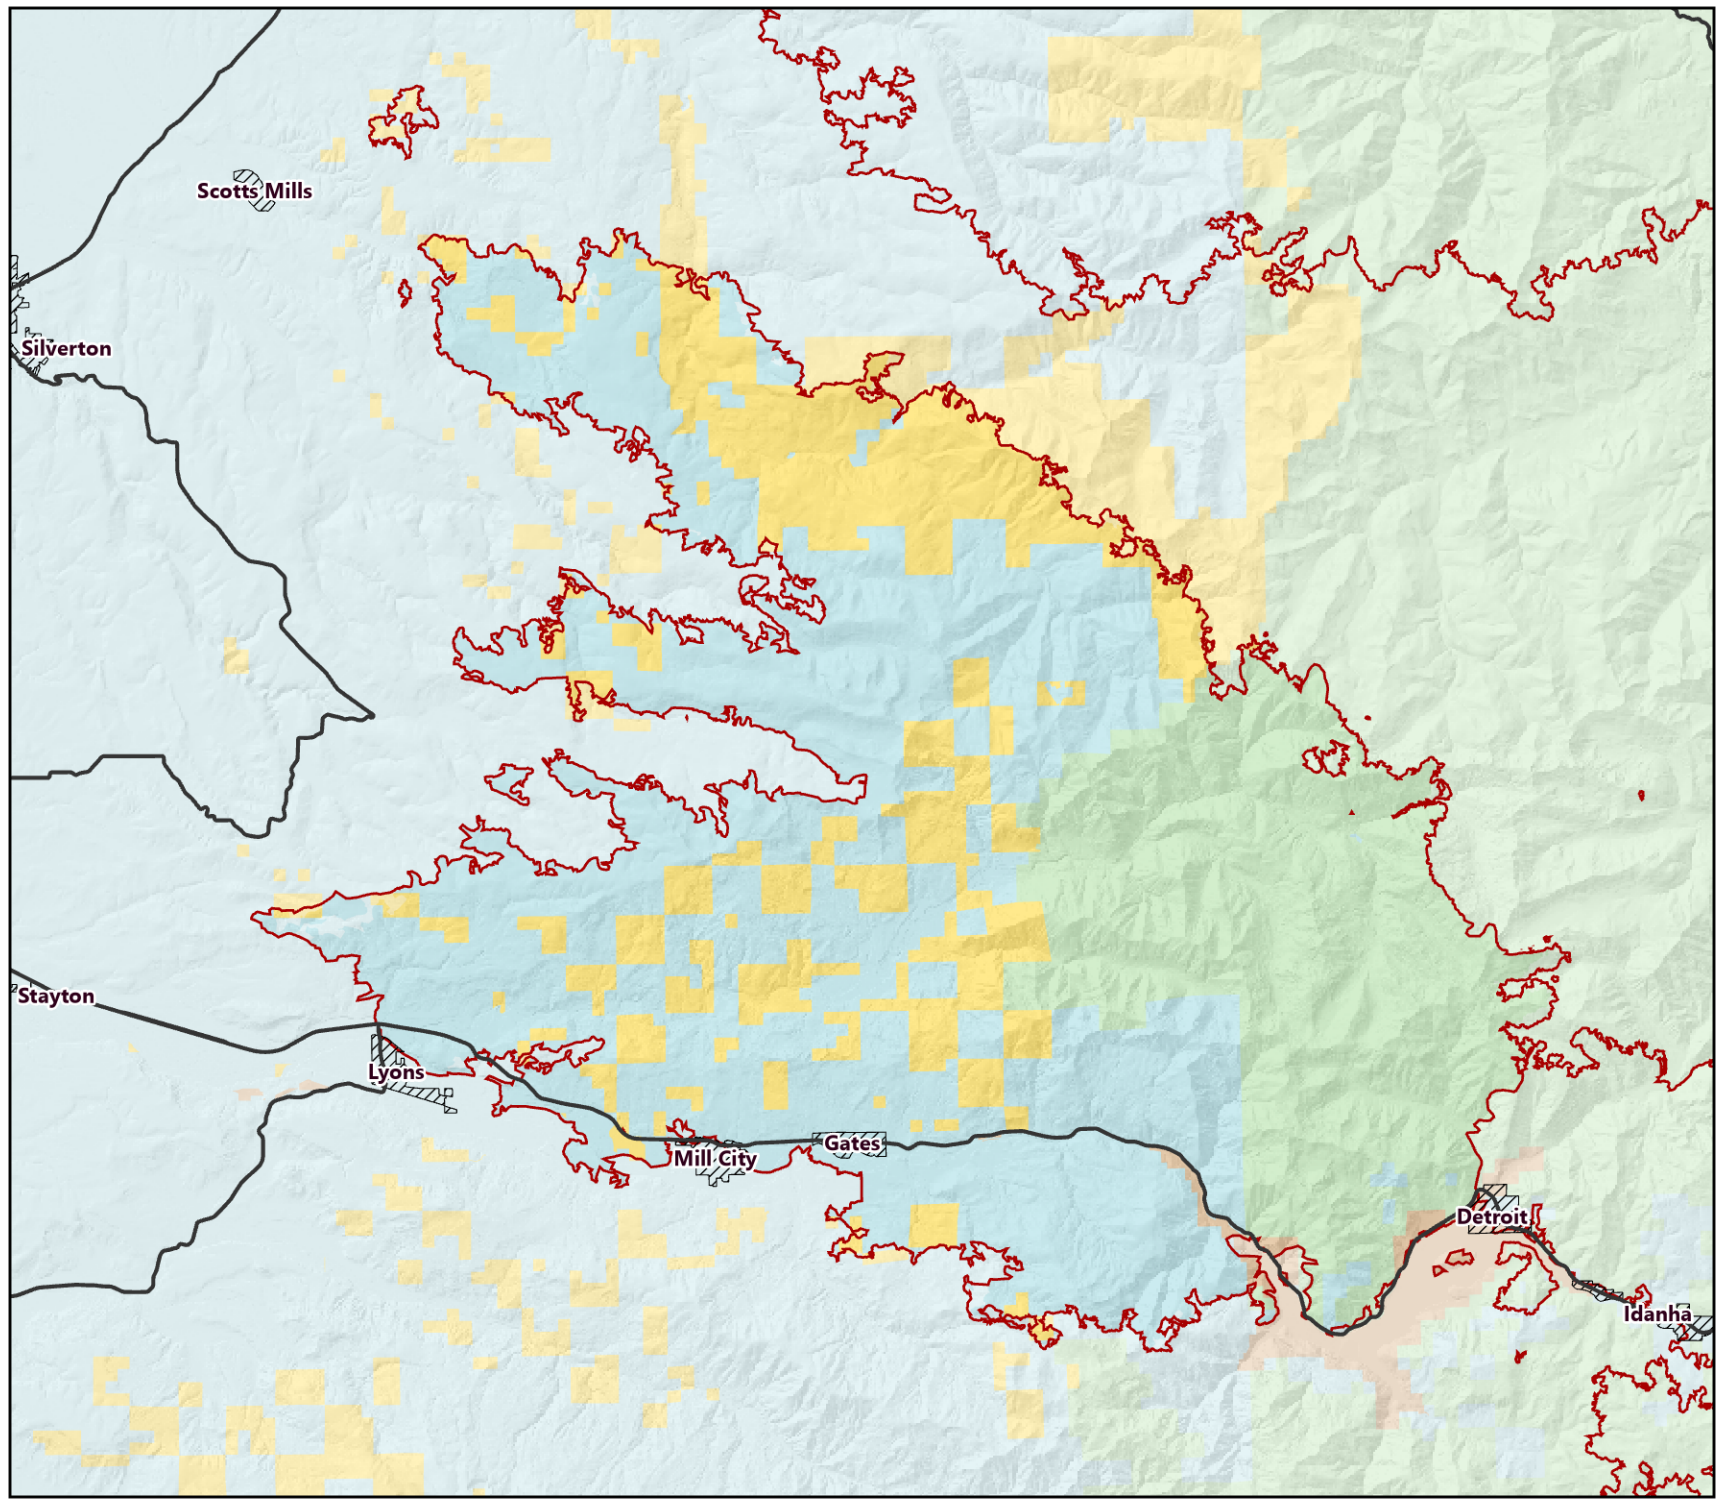 Scotts Mills
Silverton
Stayton
Lyons
Mill City
Gates
Detroit
Idanha